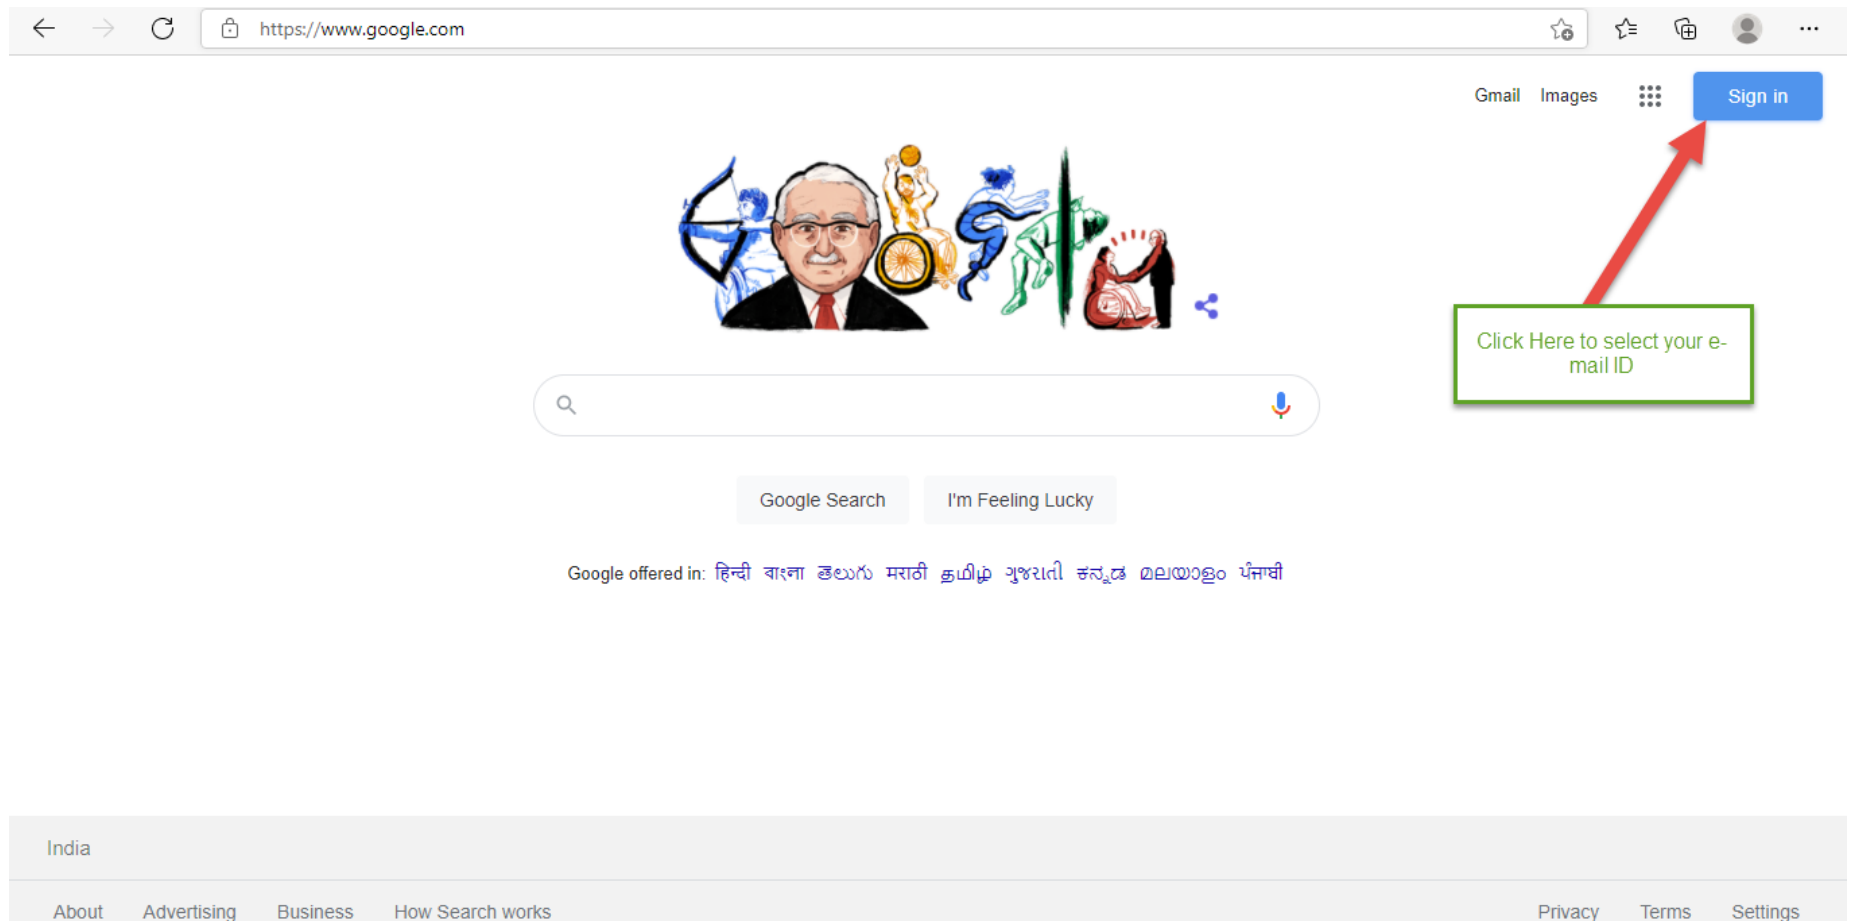 https://www.google.com
Gmail Images Sign in
Click Here to select your e-
mail ID
Google Search I'm Feeling Lucky
Google offered in: हिन्दी বাংলা తెలుగు मराठी தமிழ் ગુજરાતી ಕನ್ನಡ മലയാളം ਪੰਜਾਬੀ
India
About Advertising Business How Search works Privacy Terms Settings